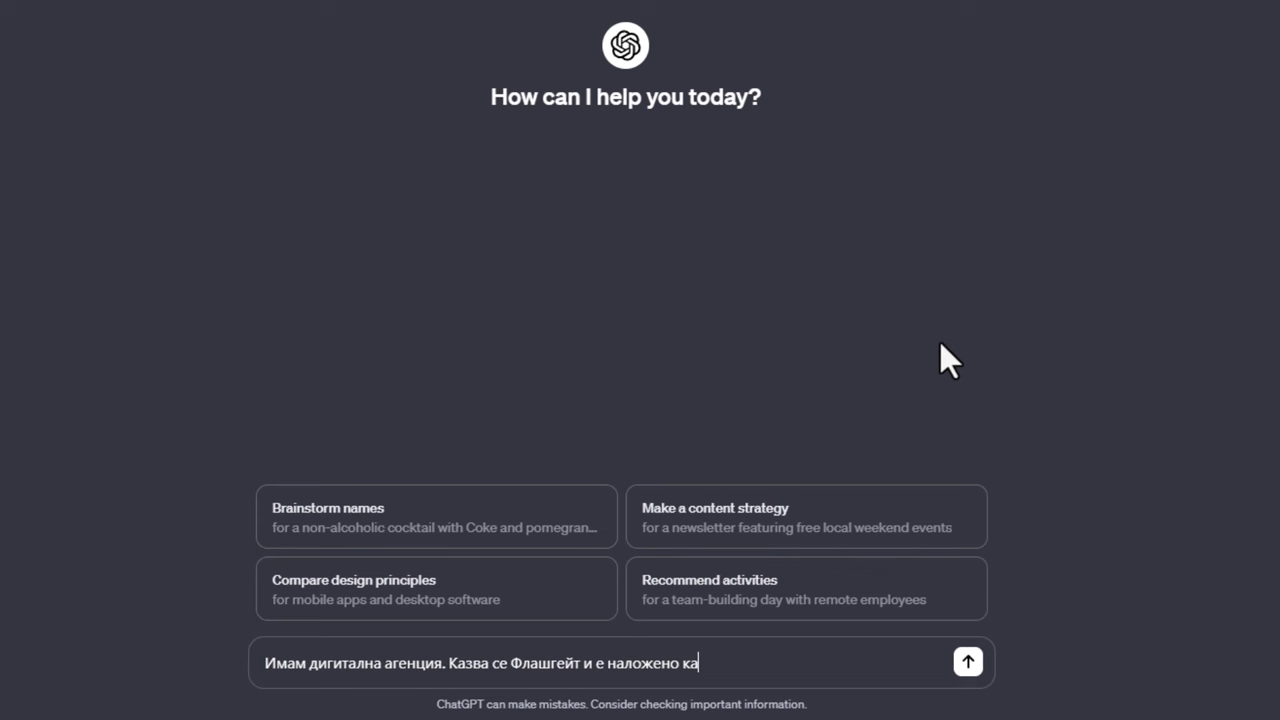 How can I help you today?
Brainstorm names
for a non-alcoholic cocktail with Coke and pomegran...
Make a content strategy
for a newsletter featuring free local weekend events
Compare design principles
for mobile apps and desktop software
Recommend activities
for a team-building day with remote employees
Имам дигитална агенция. Казва се Флашгейт и е наложено ка
ChatGPT can make mistakes. Consider checking important information.